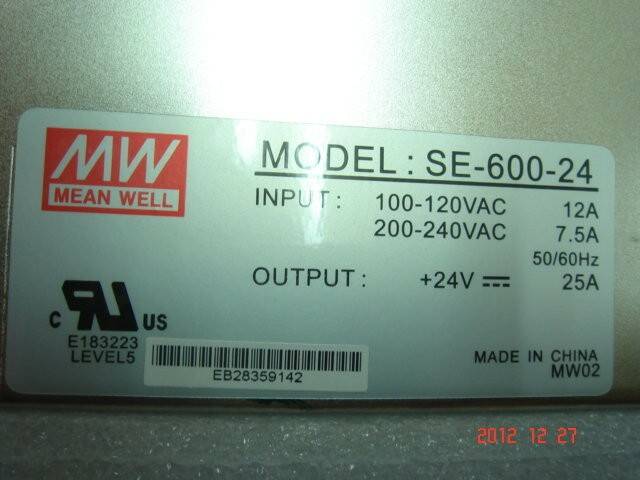 MW
MEAN WELL
MODEL : SE-600-24
INPUT : 100-120VAC 12A
200-240VAC 7.5A
50/60Hz
OUTPUT : +24V 25A
c RU US
E183223
LEVEL5
EB28359142
MADE IN CHINA
MW02
2012 12 27